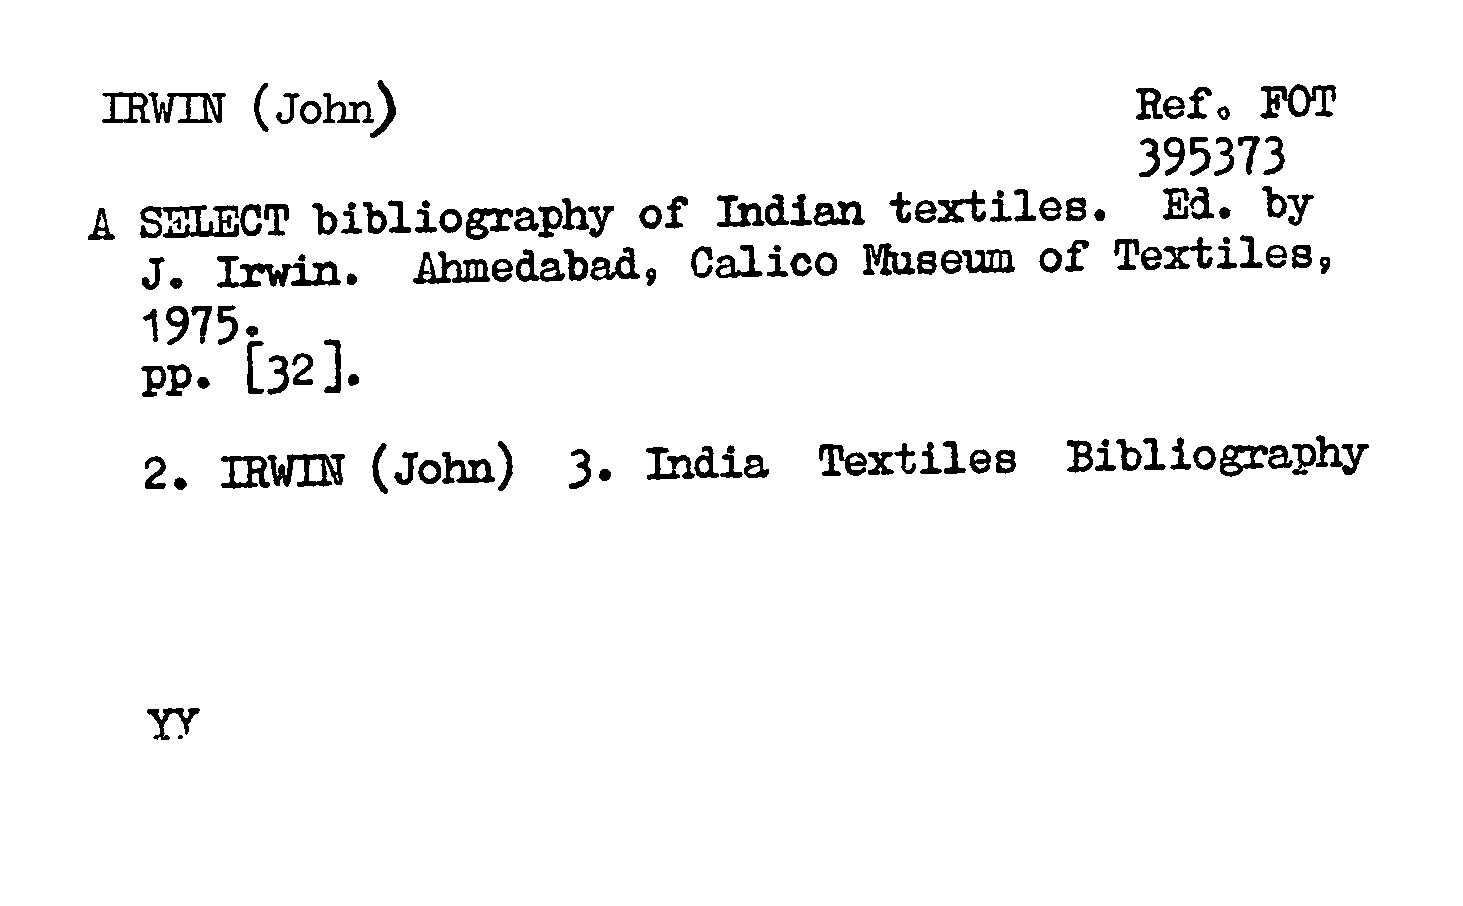 IRWIN (John)
Ref. FOT
395373
A SELECT bibliography of Indian textiles. Ed. by
J. Irwin. Ahmedabad, Calico Museum of Textiles,
1975.
pp. [32].
2. IRWIN (John) 3. India Textiles Bibliography
YY